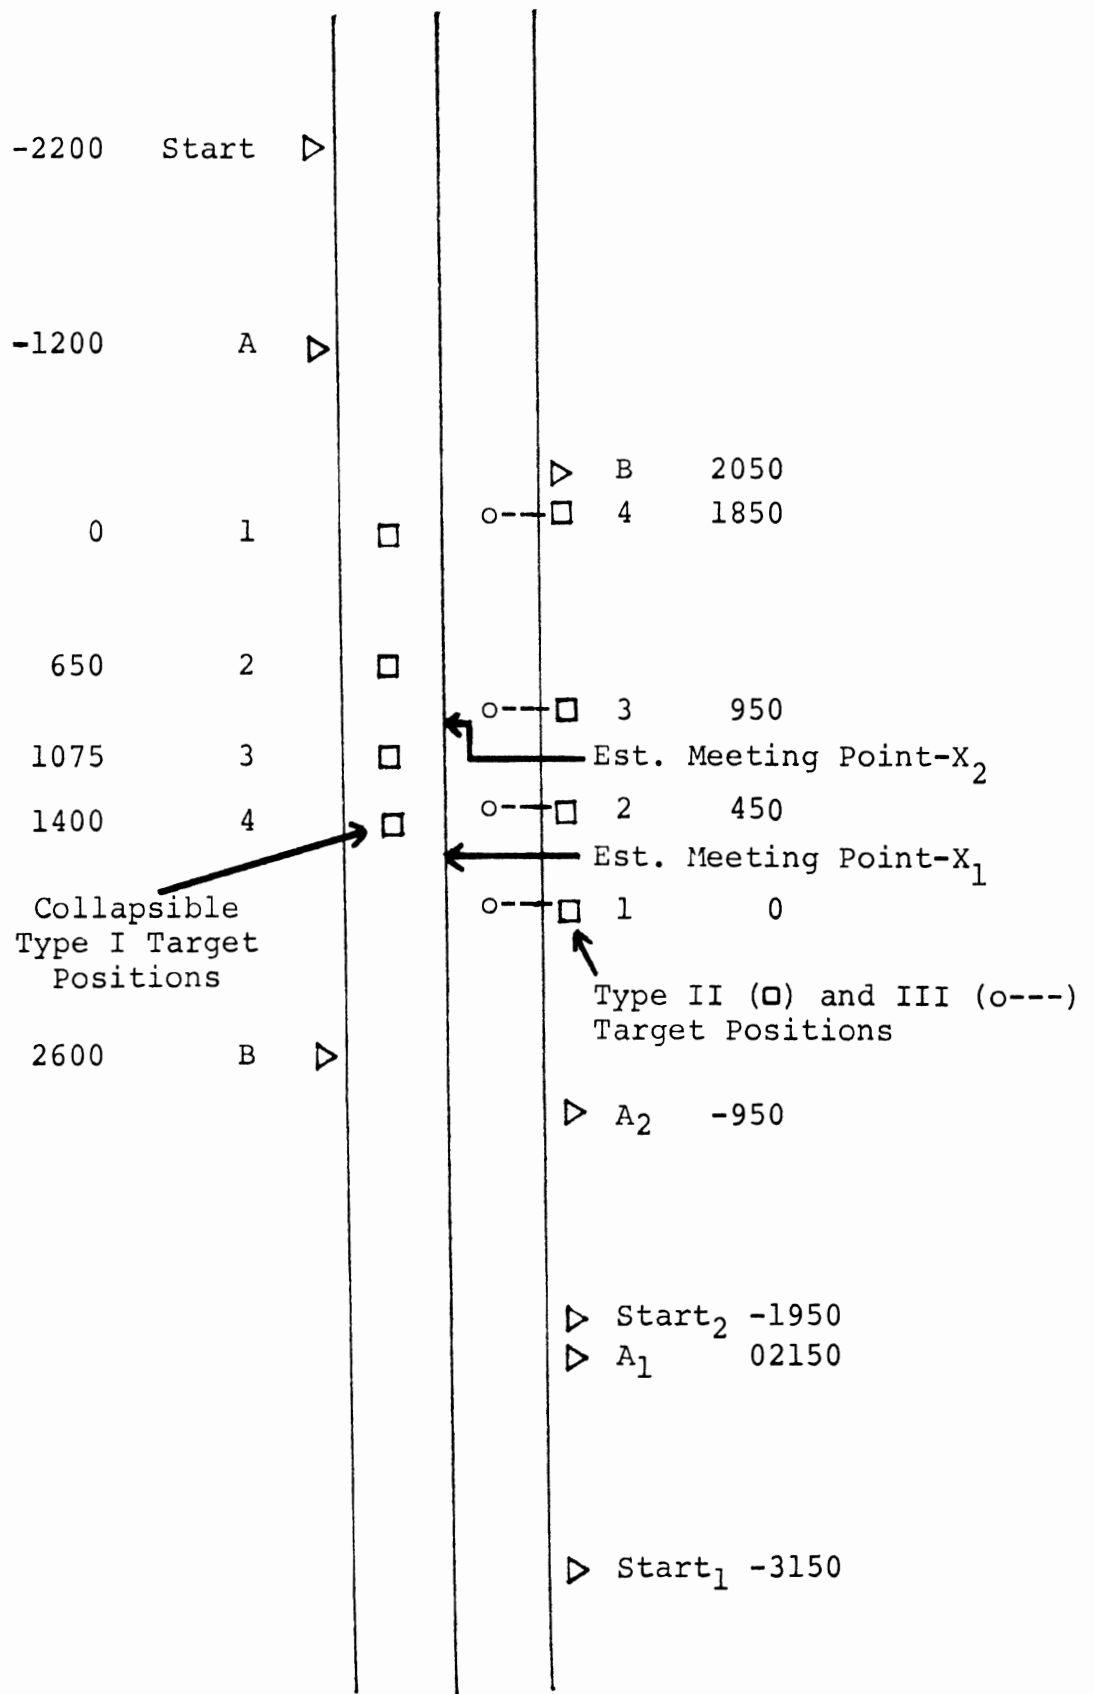 -2200 Start
-1200 A
B 2050
4 1850
0 1
650 2
3 950
1075 3
Est. Meeting Point-X2
1400 4
2 450
Est. Meeting Point-X1
1 0
Collapsible
Type I Target
Positions
Type II (□) and III (o---)
Target Positions
2600 B
A2 -950
Start2 -1950
A1 02150
Start1 -3150